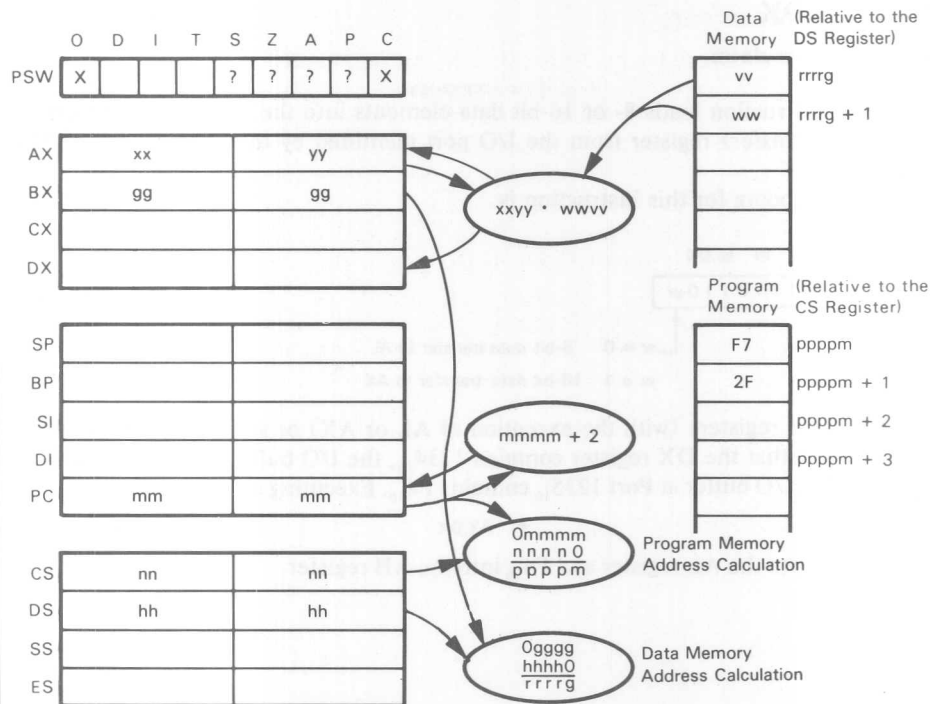 Data (Relative to the
Memory DS Register)
O D I T S Z A P C
PSW X ? ? ? ? X
vv rrrrg
ww rrrrg + 1
AX xx yy
BX gg gg
CX
DX
xxyy wwvv
Program (Relative to the
Memory CS Register)
SP
BP
SI
DI
PC mm mm
mmmm + 2
F7 ppppm
2F ppppm + 1
ppppm + 2
ppppm + 3
0mmmm
nnnn0
ppppm
Program Memory
Address Calculation
CS nn nn
DS hh hh
SS
ES
0gggg
hhhh0
rrrrg
Data Memory
Address Calculation